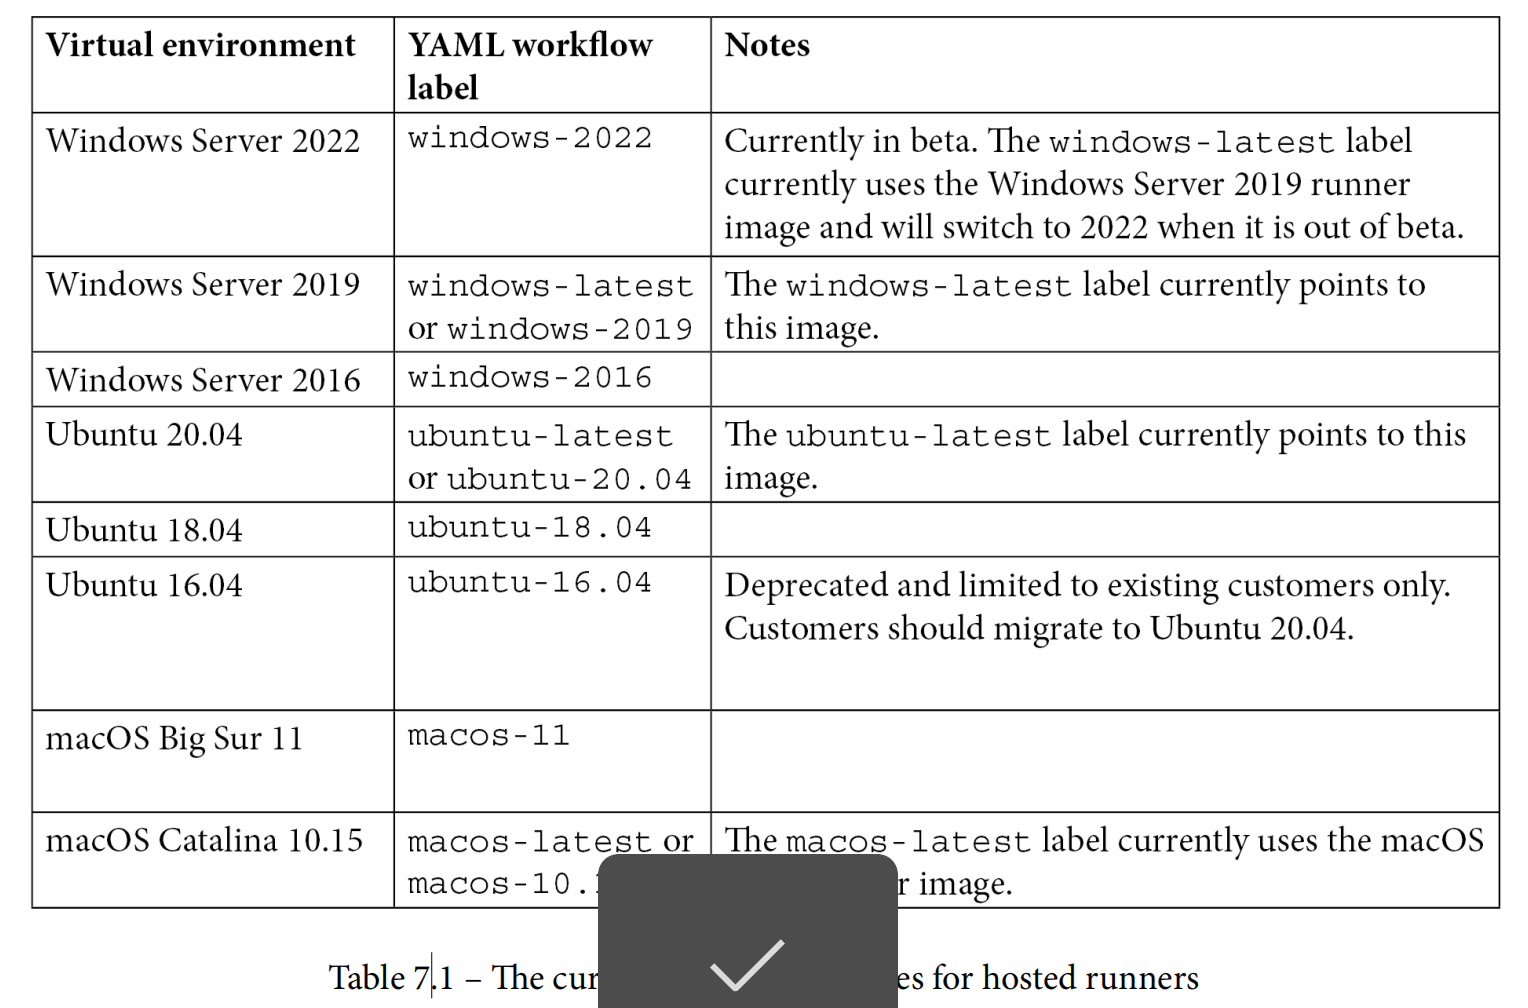 Virtual environment YAML workflow Notes
label
Windows Server 2022 windows-2022 Currently in beta. The windows-latest label
currently uses the Windows Server 2019 runner
image and will switch to 2022 when it is out of beta.
Windows Server 2019 windows-latest The windows-latest label currently points to
or windows-2019 this image.
Windows Server 2016 windows-2016
Ubuntu 20.04 ubuntu-latest The ubuntu-latest label currently points to this
or ubuntu-20.04 image.
Ubuntu 18.04 ubuntu-18.04
Ubuntu 16.04 ubuntu-16.04 Deprecated and limited to existing customers only.
Customers should migrate to Ubuntu 20.04.
macOS Big Sur 11 macos-11
macOS Catalina 10.15 macos-latest or The macos-latest label currently uses the macOS
macos-10. image.
Table 7.1 – The for hosted runners